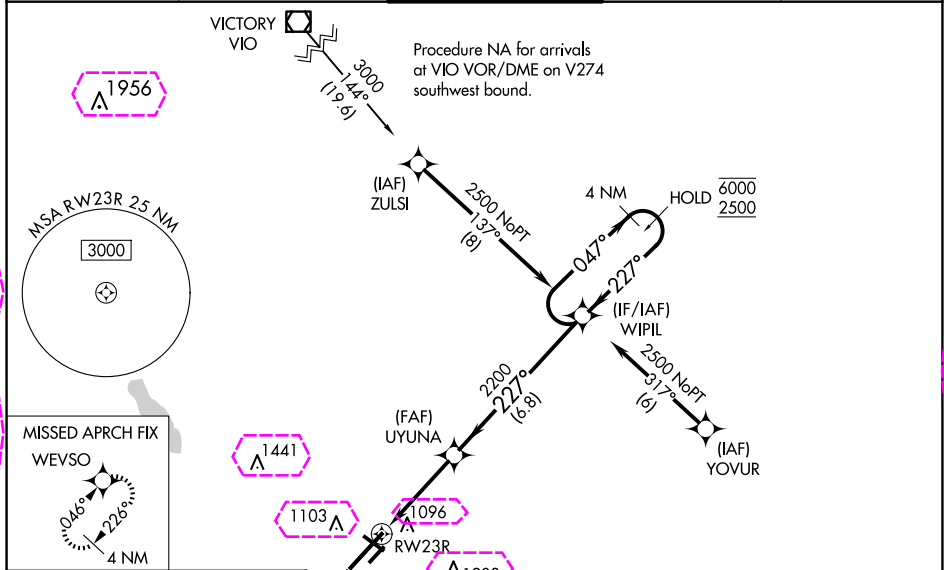 VICTORY
VIO
3000
144°
(19.6)
Procedure NA for arrivals
at VIO VOR/DME on V274
southwest bound.
1956
(IAF)
ZULSI
2500 NoPT
137°
(8)
4 NM
HOLD
6000
2500
047°
227°
MSA RW23R 25 NM
3000
(IF/IAF)
WIPIL
2500 NoPT
317°
(6)
(IAF)
YOVUR
2200
227°
(6.8)
(FAF)
UYUNA
MISSED APRCH FIX
WEVSO
046°
226°
4 NM
1441
1103
1096
RW23R